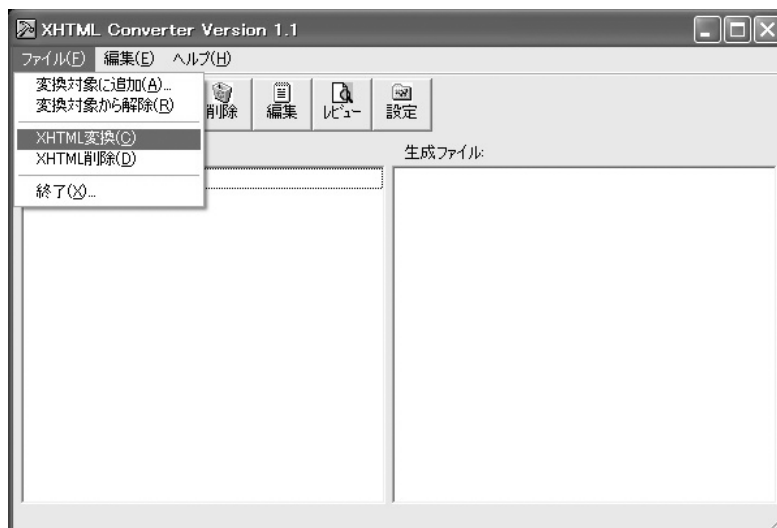 XHTML Converter Version 1.1
ファイル(F) 編集(E) ヘルプ(H)
変換対象に追加(A)...
変換対象から解除(R)
XHTML変換(C)
XHTML削除(D)
終了(X)...
削除 編集 レビュー 設定
生成ファイル: